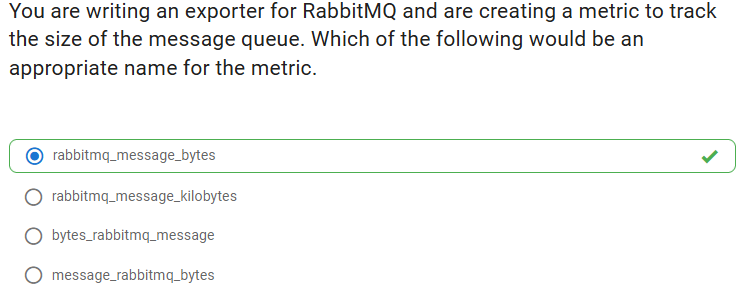 You are writing an exporter for RabbitMQ and are creating a metric to track
the size of the message queue. Which of the following would be an
appropriate name for the metric.
rabbitmq_message_bytes
rabbitmq_message_kilobytes
bytes_rabbitmq_message
message_rabbitmq_bytes